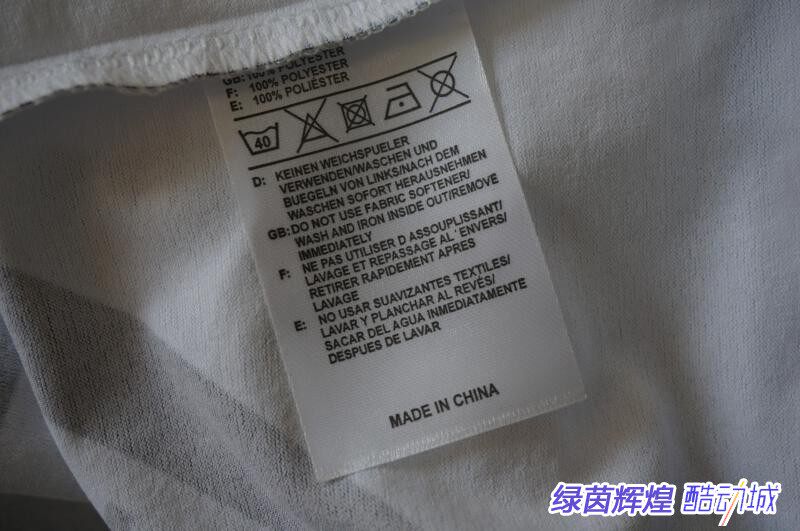 GB: 100% POLYESTER
F: 100% POLYESTER
E: 100% POLIÉSTER
40
D: KEINEN WEICHSPUELER
VERWENDEN/WASCHEN UND
BUEGELN VON LINKS/NACH DEM
WASCHEN SOFORT HERAUSNEHMEN
GB: DO NOT USE FABRIC SOFTENER/
WASH AND IRON INSIDE OUT/REMOVE
IMMEDIATELY
F: NE PAS UTILISER D ASSOUPLISSANT/
LAVAGE ET REPASSAGE AL' ENVERS/
RETIRER RAPIDEMENT APRES
LAVAGE
E: NO USAR SUAVIZANTES TEXTILES/
LAVAR Y PLANCHAR AL REVÉS/
SACAR DEL AGUA INMEDIATAMENTE
DESPUES DE LAVAR
MADE IN CHINA
绿茵辉煌 酷动城